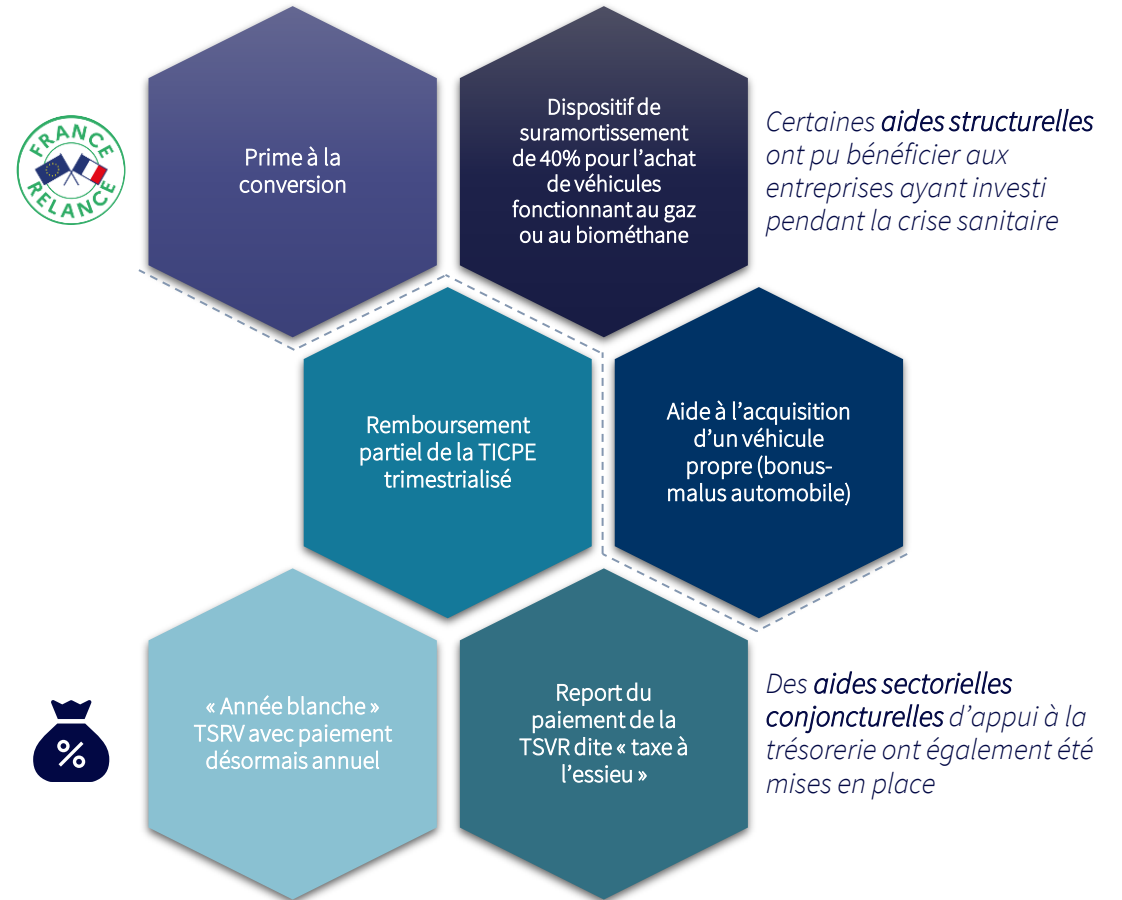 FRANCE
RELANCE
Prime à la
conversion
Dispositif de
suramortissement
de 40% pour l’achat
de véhicules
fonctionnant au gaz
ou au biométhane
Certaines aides structurelles
ont pu bénéficier aux
entreprises ayant investi
pendant la crise sanitaire
Remboursement
partiel de la TICPE
trimestrialisé
Aide à l’acquisition
d’un véhicule
propre (bonus-
malus automobile)
« Année blanche »
TSRV avec paiement
désormais annuel
Report du
paiement de la
TSVR dite « taxe à
l’essieu »
%
Des aides sectorielles
conjoncturelles d’appui à la
trésorerie ont également été
mises en place